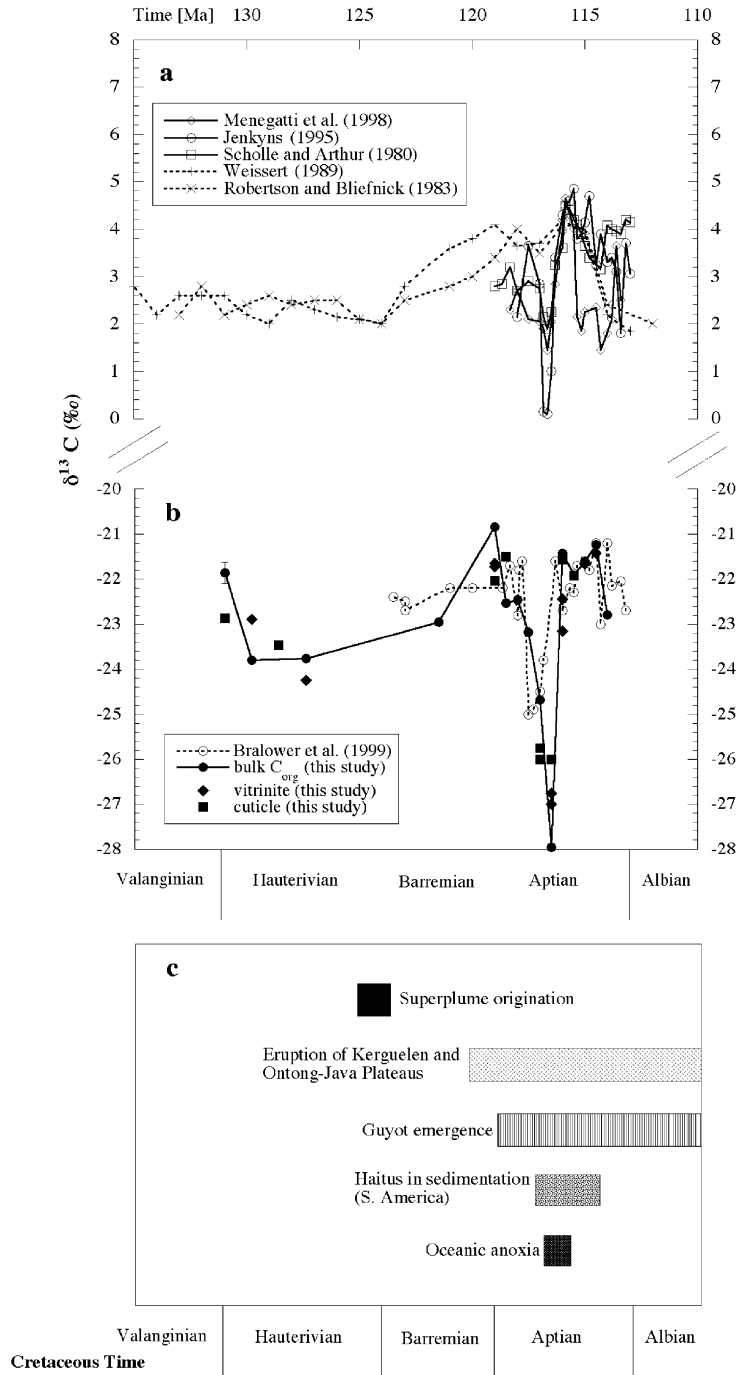 Time [Ma] 130 125 120 115 110
8 8
a
7 7
Menegatti et al. (1998)
Jenkyns (1995)
6 6
Scholle and Arthur (1980)
Weissert (1989)
5 5
Robertson and Bliefnick (1983)
4 4
3 3
2 2
1 1
0 0
δ13 C (‰)
-20 -20
b
-21 -21
-22 -22
-23 -23
-24 -24
-25 -25
Bralower et al. (1999)
-26 -26
bulk Corg (this study)
vitrinite (this study)
-27 -27
cuticle (this study)
-28 -28
Valanginian Hauterivian Barremian Aptian Albian
c
Superplume origination
Eruption of Kerguelen and
Ontong-Java Plateaus
Guyot emergence
Haitus in sedimentation
(S. America)
Oceanic anoxia
Valanginian Hauterivian Barremian Aptian Albian
Cretaceous Time